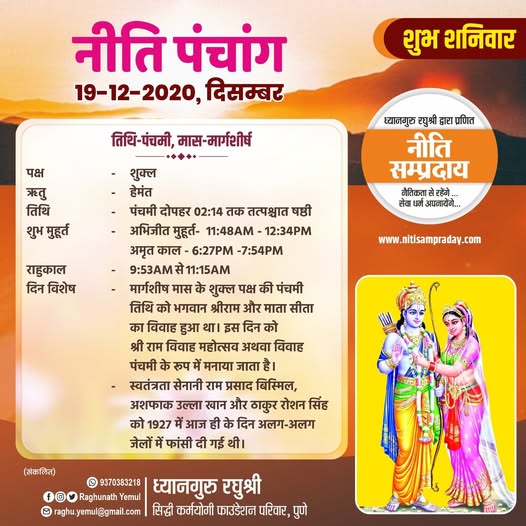 शुभ शनिवार
नीति पंचांग
19-12-2020, दिसम्बर
ध्यानगुरु रघुश्री द्वारा प्रणित
नीति
सम्प्रदाय
नैतिकता से रहेंगे ...
सेवा धर्म अपनायेंगे...
www.nitisampraday.com
तिथि-पंचमी, मास-मार्गशीर्ष
पक्ष - शुक्ल
ऋतु - हेमंत
तिथि - पंचमी दोपहर 02:14 तक तत्पश्चात षष्ठी
शुभ मुहूर्त - अभिजीत मुहूर्त- 11:48AM - 12:34PM
अमृत काल - 6:27PM -7:54PM
राहुकाल - 9:53AM से 11:15AM
दिन विशेष - मार्गशीष मास के शुक्ल पक्ष की पंचमी
तिथि को भगवान श्रीराम और माता सीता
का विवाह हुआ था। इस दिन को
श्री राम विवाह महोत्सव अथवा विवाह
पंचमी के रूप में मनाया जाता है।
- स्वतंत्रता सेनानी राम प्रसाद बिस्मिल,
अशफाक उल्ला खान और ठाकुर रोशन सिंह
को 1927 में आज ही के दिन अलग-अलग
जेलों में फांसी दी गई थी।
(संकलित)
9370383218
Raghunath Yemul
raghu.yemul@gmail.com
ध्यानगुरु रघुश्री
सिद्धी कर्मयोगी फाउंडेशन परिवार, पुणे